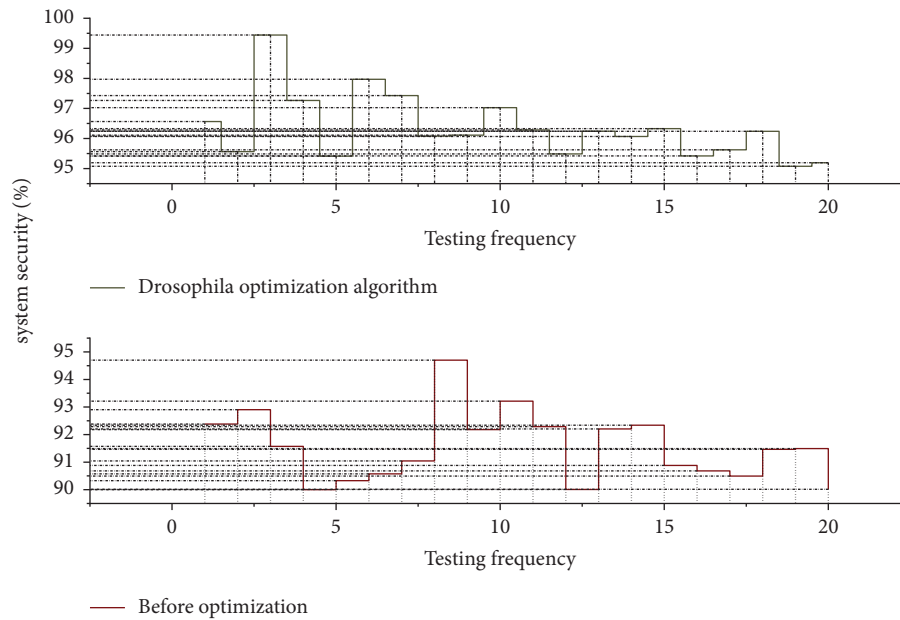 system security (%)
100
99
98
97
96
95
0 5 10 15 20
Testing frequency
Drosophila optimization algorithm
95
94
93
92
91
90
0 5 10 15 20
Testing frequency
Before optimization